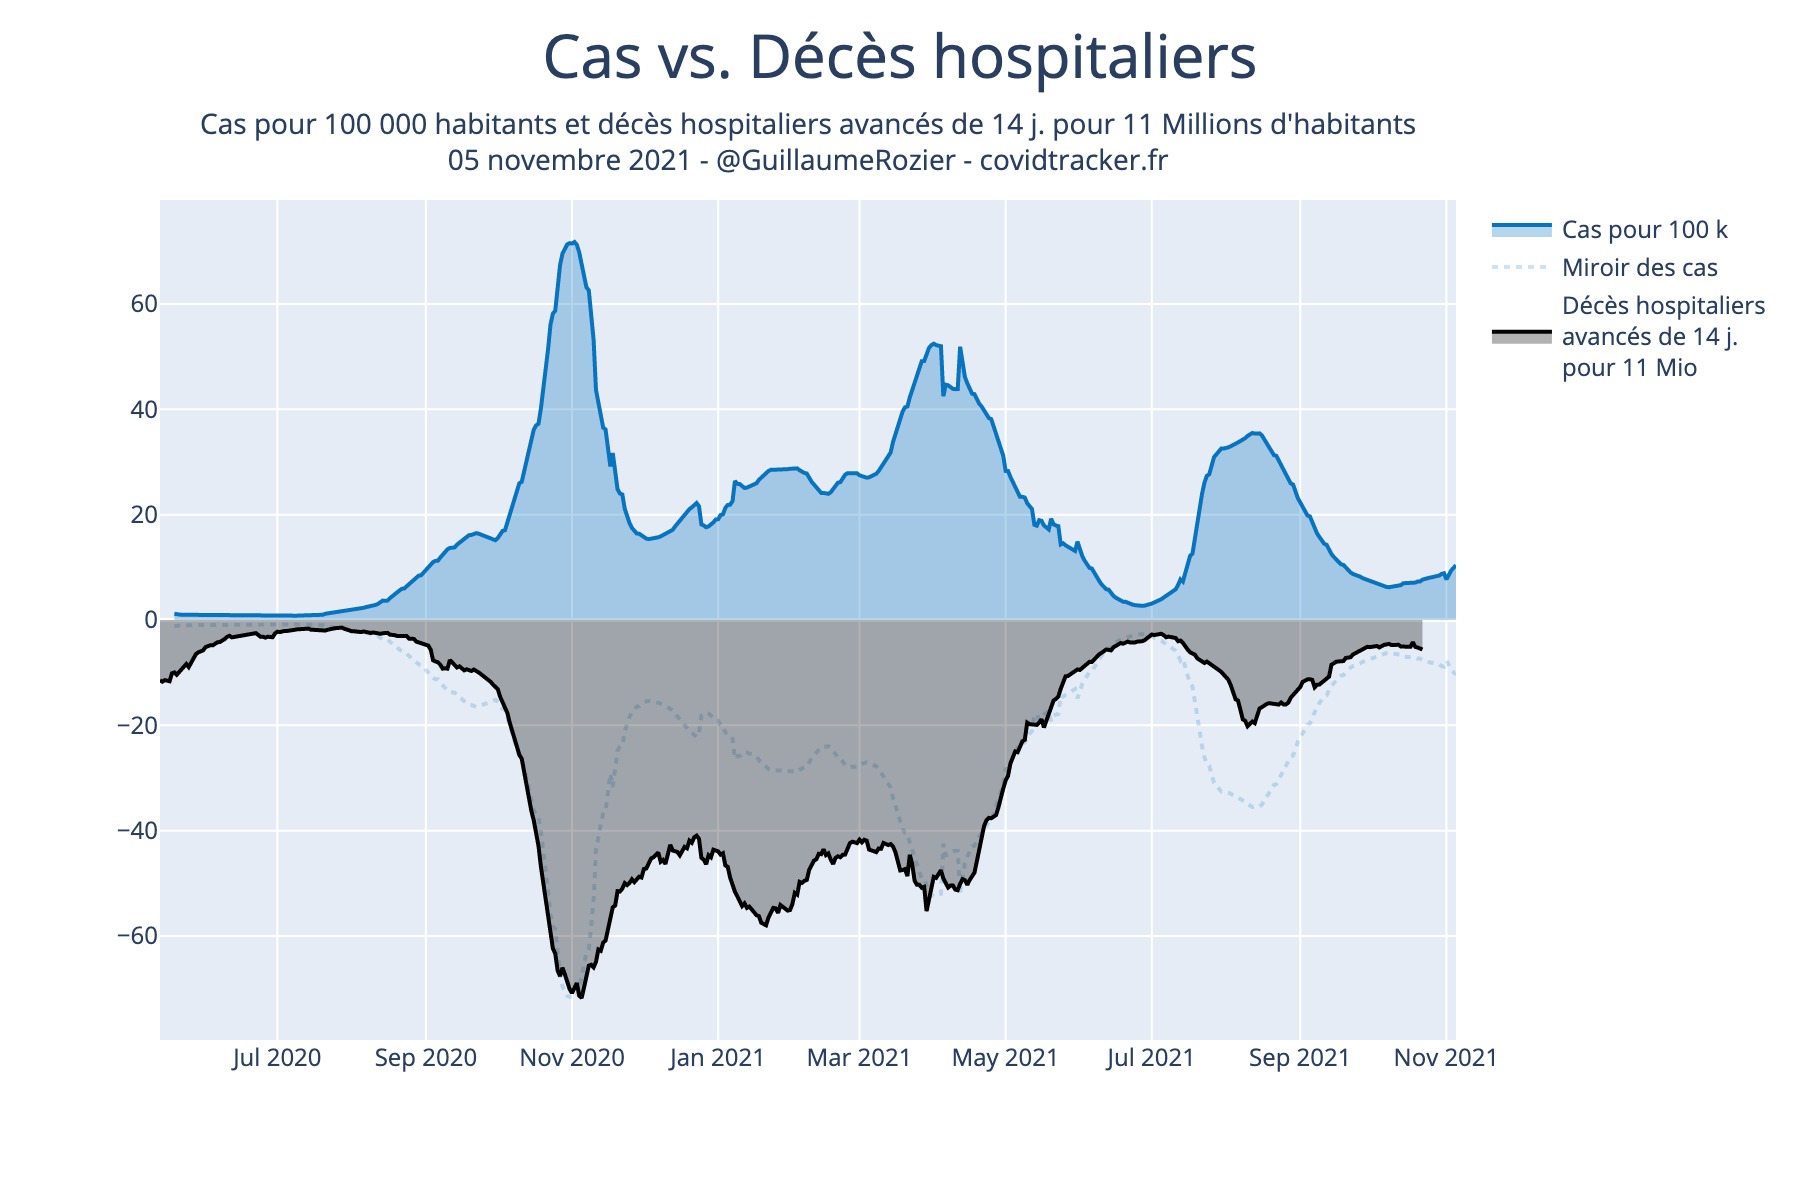 Cas vs. Décès hospitaliers
Cas pour 100 000 habitants et décès hospitaliers avancés de 14 j. pour 11 Millions d'habitants
05 novembre 2021 - @GuillaumeRozier - covidtracker.fr
Cas pour 100 k
Miroir des cas
Décès hospitaliers
avancés de 14 j.
pour 11 Mio
60
40
20
0
−20
−40
−60
Jul 2020
Sep 2020
Nov 2020
Jan 2021
Mar 2021
May 2021
Jul 2021
Sep 2021
Nov 2021